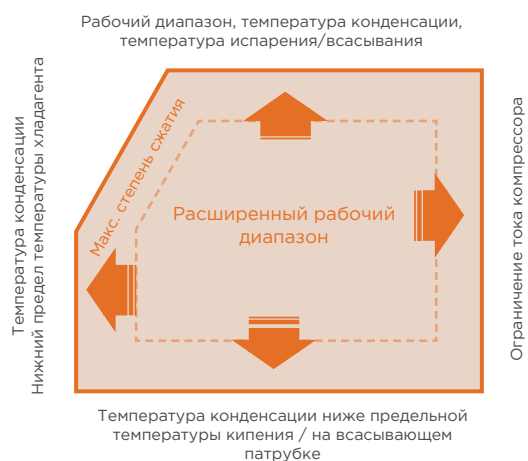 Рабочий диапазон, температура конденсации,
температура испарения/всасывания
Температура конденсации
Нижний предел температуры хладагента
Макс. степень сжатия
Расширенный рабочий
диапазон
Ограничение тока компрессора
Температура конденсации ниже предельной
температуры кипения / на всасывающем
патрубке